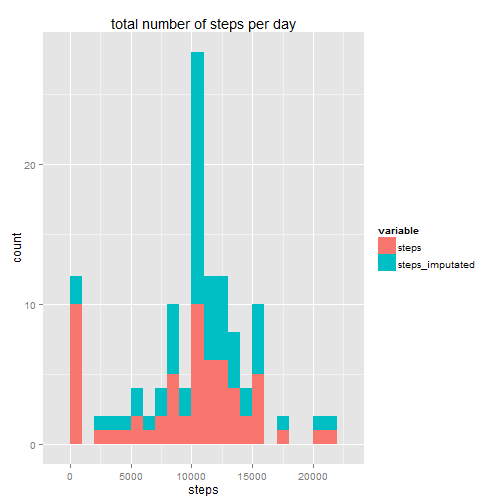 total number of steps per day
count
20
10
0
0
5000
10000
15000
20000
steps
variable
steps
steps_imputated